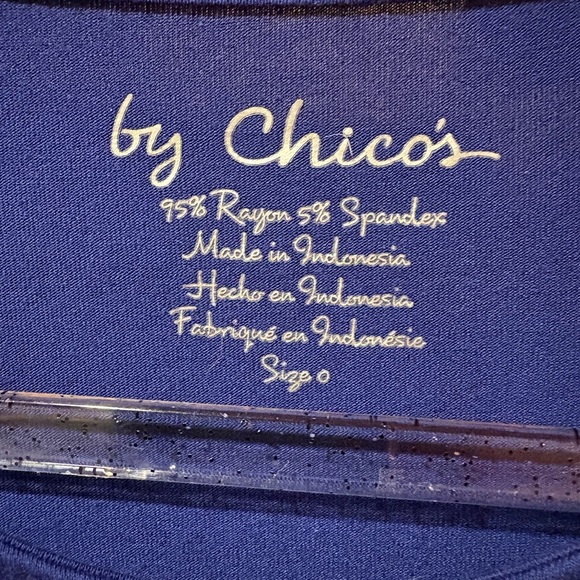 by Chico's
95% Rayon 5% Spandex
Made in Indonesia
Hecho en Indonesia
Fabriqué en Indonésie
Size 0